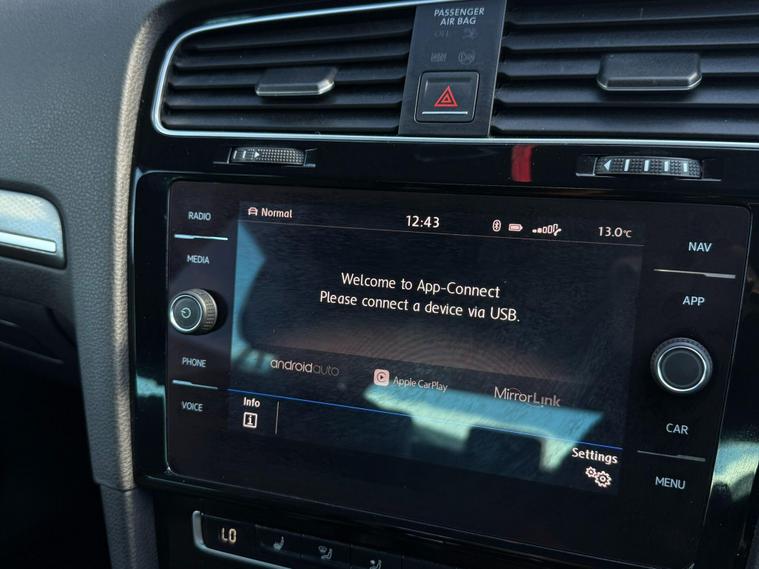 PASSENGER
AIR BAG
OFF
RADIO
Normal
12:43
13.0°C
NAV
MEDIA
APP
Welcome to App-Connect
Please connect a device via USB.
PHONE
androidauto
Apple CarPlay
MirrorLink
VOICE
Info
CAR
Settings
MENU
LO